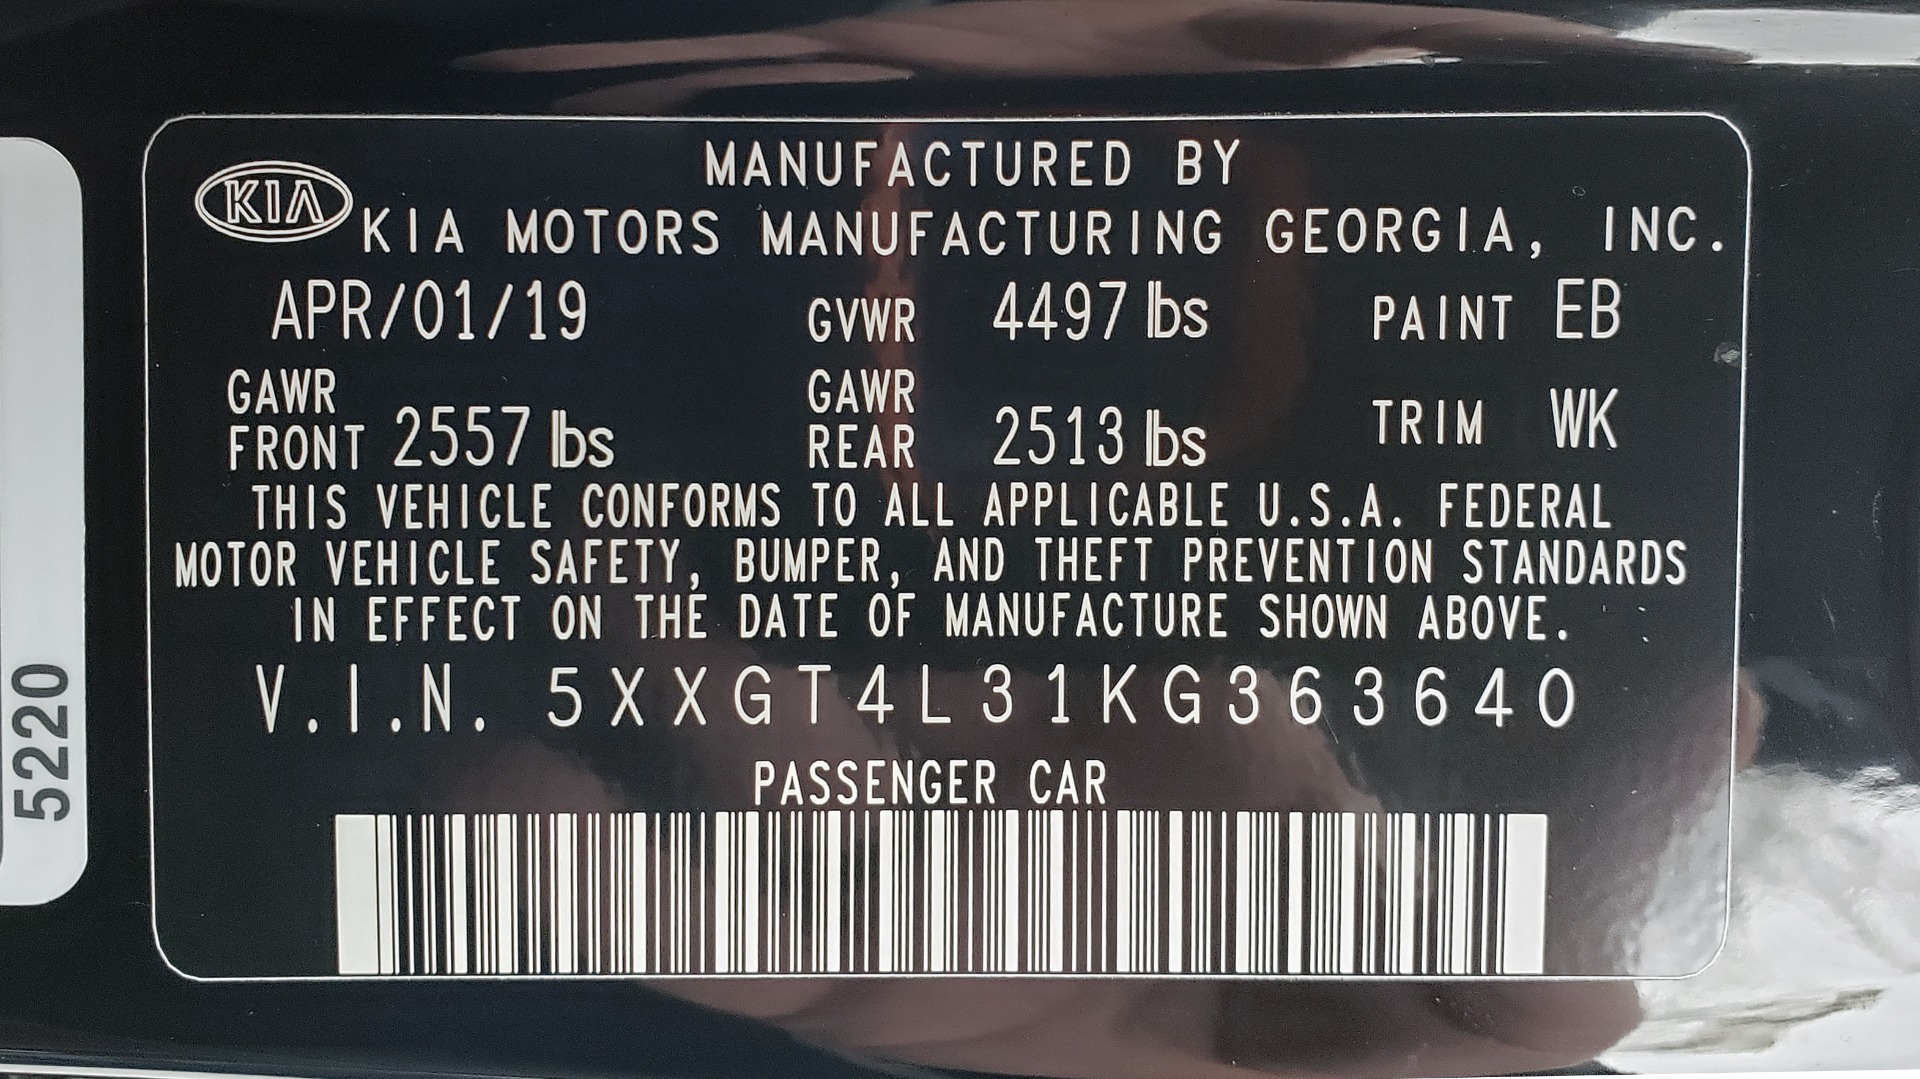 MANUFACTURED BY
KIA
KIA MOTORS MANUFACTURING GEORGIA, INC.
APR/01/19 GVWR 4497 lbs PAINT EB
GAWR FRONT 2557 lbs GAWR REAR 2513 lbs TRIM WK
THIS VEHICLE CONFORMS TO ALL APPLICABLE U.S.A. FEDERAL
MOTOR VEHICLE SAFETY, BUMPER, AND THEFT PREVENTION STANDARDS
IN EFFECT ON THE DATE OF MANUFACTURE SHOWN ABOVE.
V.I.N. 5XXGT4L31KG363640
PASSENGER CAR
5220